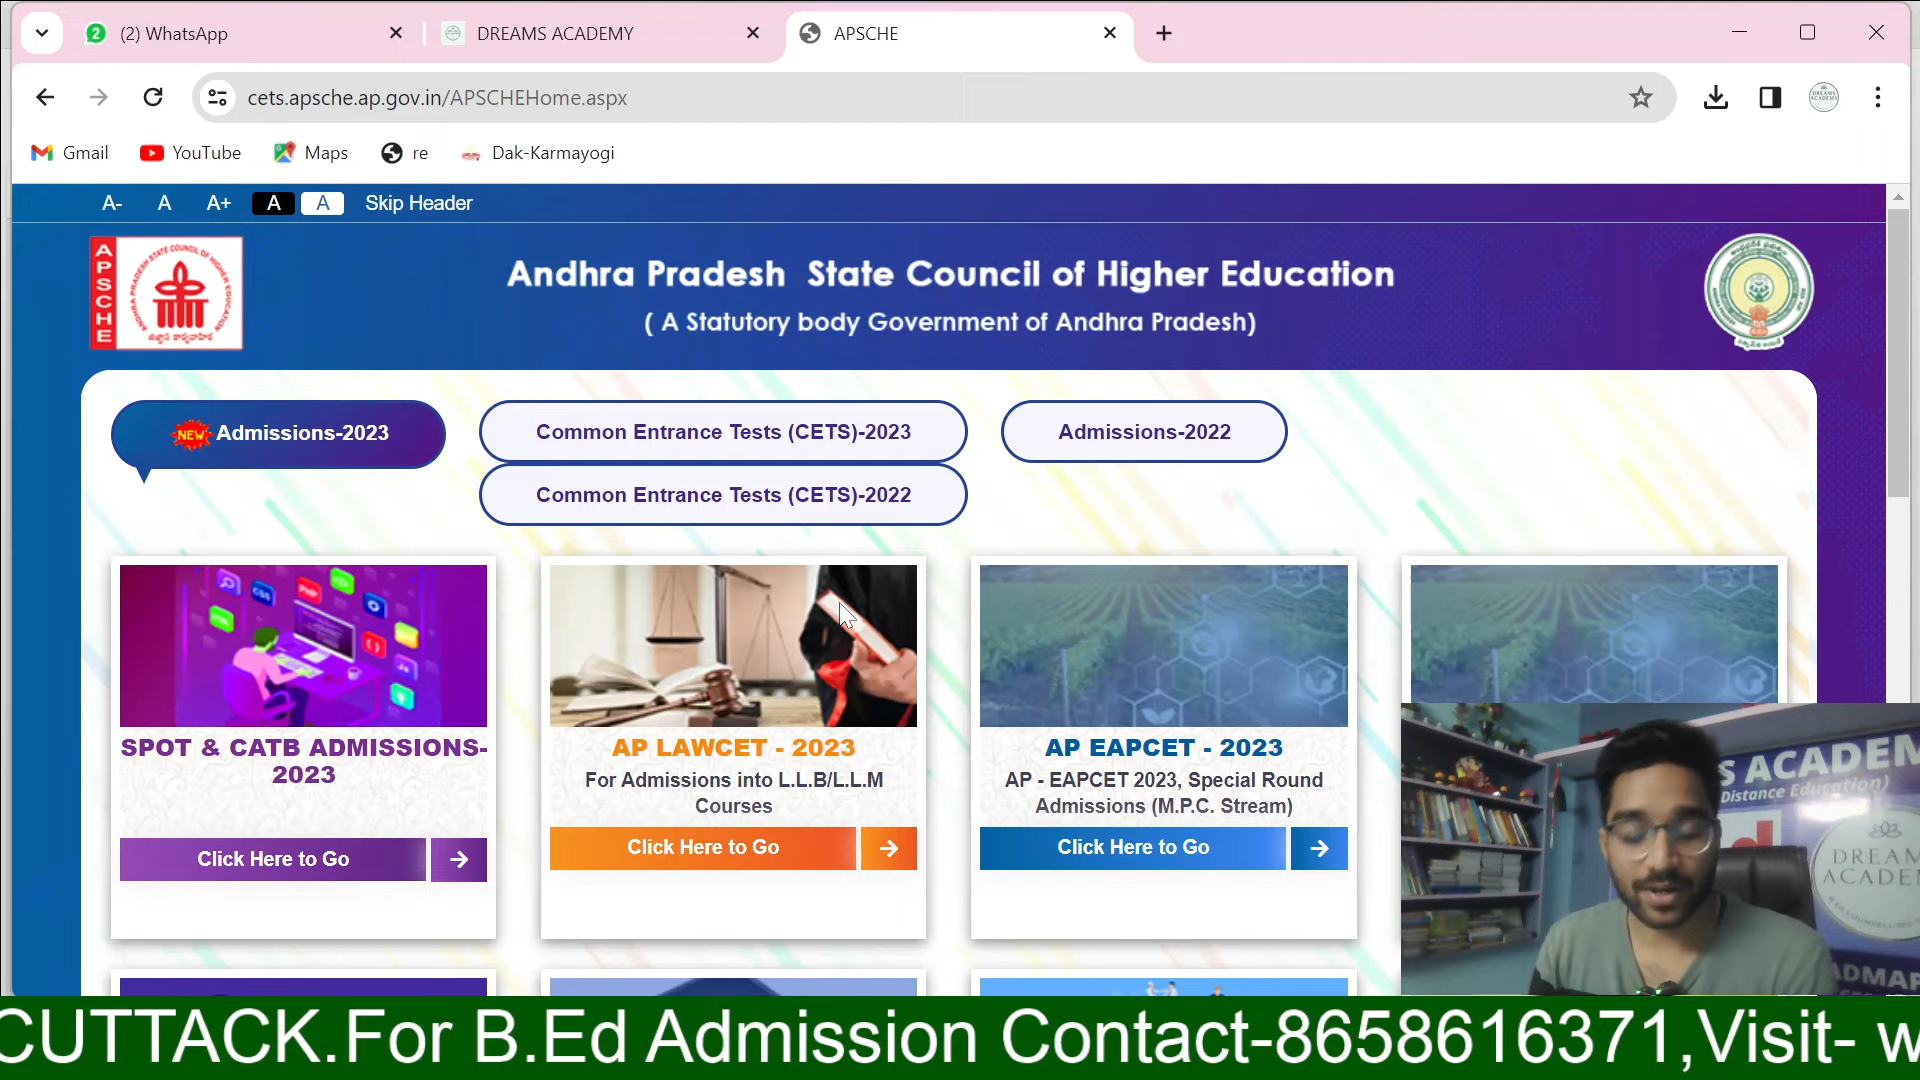 (2) WhatsApp
DREAMS ACADEMY
APSCHE
cets.apsche.ap.gov.in/APSCHEHome.aspx
Gmail
YouTube
Maps
re
Dak-Karmayogi
A-
A
A+
A
A
Skip Header
APSCHE
Andhra Pradesh State Council of Higher Education
( A Statutory body Government of Andhra Pradesh)
NEW Admissions-2023
Common Entrance Tests (CETS)-2023
Admissions-2022
Common Entrance Tests (CETS)-2022
SPOT & CATB ADMISSIONS-
2023
Click Here to Go
AP LAWCET - 2023
For Admissions into L.L.B/L.L.M
Courses
Click Here to Go
AP EAPCET - 2023
AP - EAPCET 2023, Special Round
Admissions (M.P.C. Stream)
Click Here to Go
S ACADEM
Distance Education)
DREAM
ACADE
CUTTACK.For B.Ed Admission Contact-8658616371,Visit- w